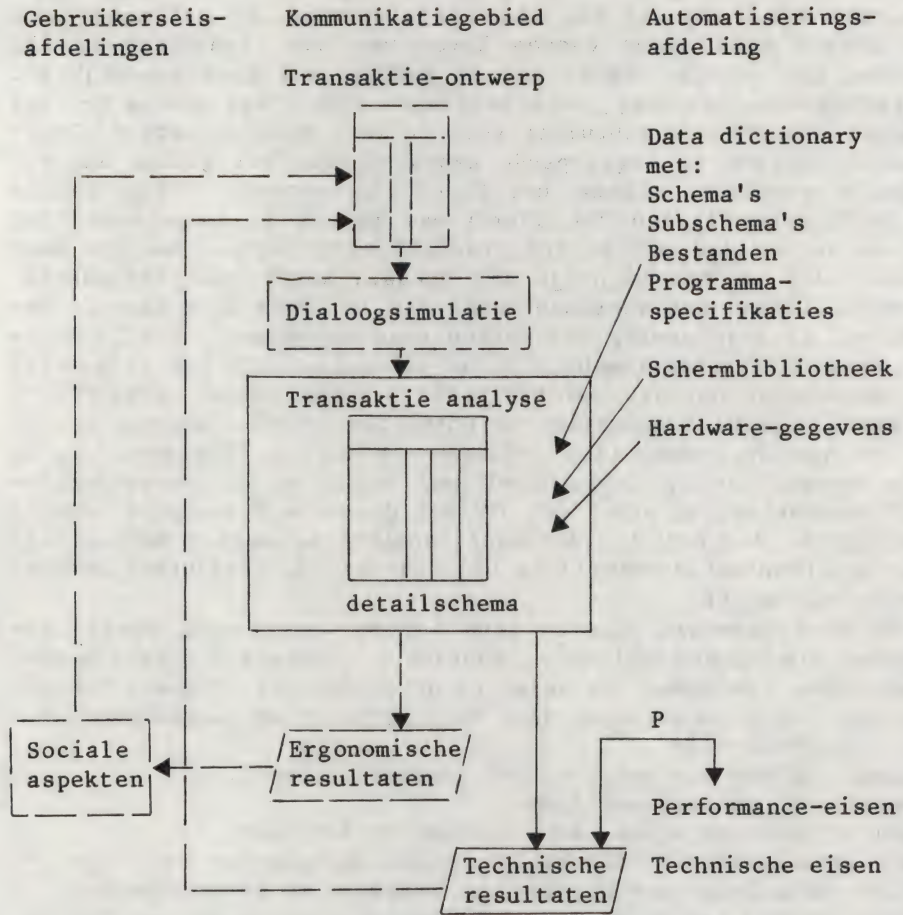 Gebruikerseis-
afdelingen
Kommunikatiegebied
Automatiserings-
afdeling
Transaktie-ontwerp
Data dictionary
met:
Schema's
Subschema's
Bestanden
Programma-
specifikaties
Dialoogsimulatie
Schermbibliotheek
Transaktie analyse
Hardware-gegevens
detailschema
P
Sociale
aspekten
Ergonomische
resultaten
Performance-eisen
Technische
resultaten
Technische eisen